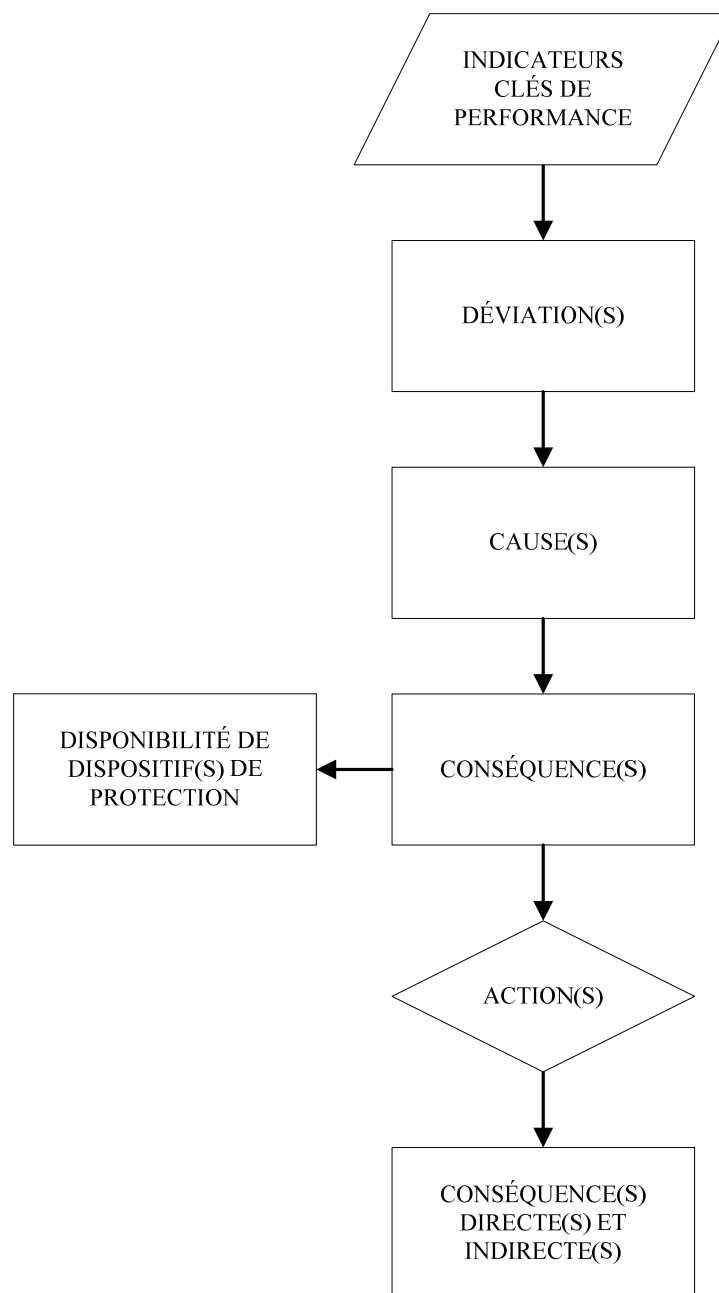 INDICATEURS
CLÉS DE
PERFORMANCE
DÉVIATION(S)
CAUSE(S)
DISPONIBILITÉ DE
DISPOSITIF(S) DE
PROTECTION
CONSÉQUENCE(S)
ACTION(S)
CONSÉQUENCE(S)
DIRECTE(S) ET
INDIRECTE(S)